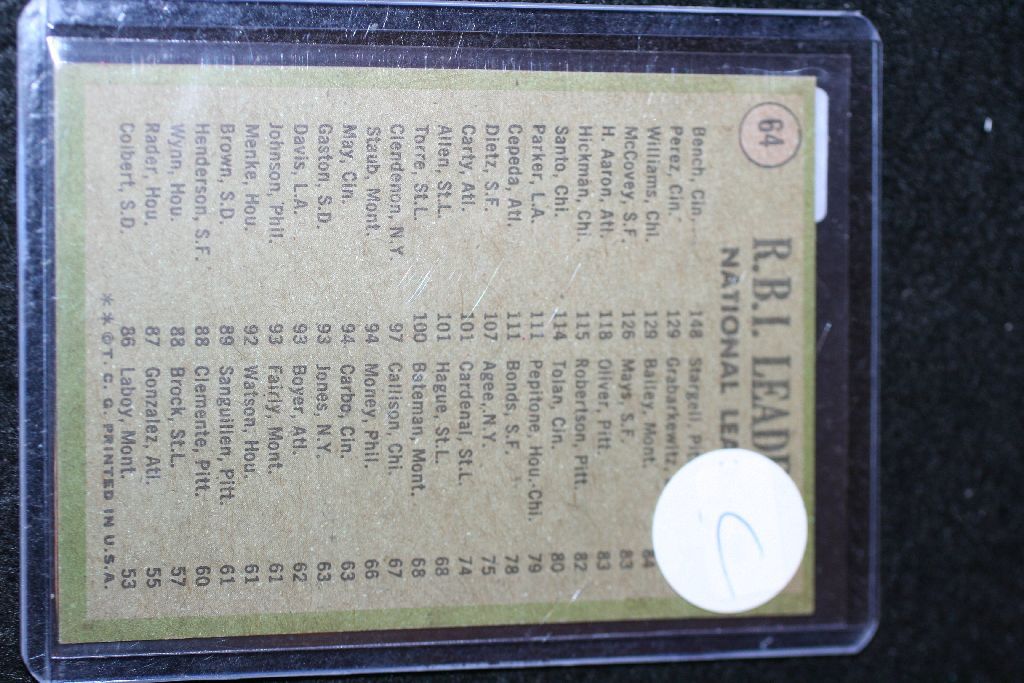 64
R.B.I. LEADE
NATIONAL LEA
Bench, Cin. 148 Stargell, Pit
Perez, Cin. 129 Grabarkewitz,
Williams, Chi. 129 Bailey, Mont. 84
McCovey, S.F. 126 Mays, S.F. 83
H. Aaron, Atl. 118 Oliver, Pitt. 83
Hickman, Chi. 115 Robertson, Pitt. 82
Santo, Chi. 114 Tolan, Cin. 80
Parker, L.A. 111 Pepitone, Hou.-Chi. 79
Cepeda, Atl. 111 Bonds, S.F. 78
Dietz, S.F. 107 Agee, N.Y. 75
Carty, Atl. 101 Cardenal, St.L. 74
Allen, St.L. 101 Hague, St.L. 68
Torre, St.L. 100 Bateman, Mont. 68
Clendenon, N.Y. 97 Callison, Chi. 67
Staub, Mont. 94 Money, Phil. 66
May, Cin. 94 Carbo, Cin. 63
Gaston, S.D. 93 Jones, N.Y. 63
Davis, L.A. 93 Boyer, Atl. 62
Johnson, Phil. 93 Fairly, Mont. 61
Menke, Hou. 92 Watson, Hou. 61
Brown, S.D. 89 Sanguillen, Pitt. 61
Henderson, S.F. 88 Clemente, Pitt. 60
Wynn, Hou. 88 Brock, St.L. 57
Rader, Hou. 87 Gonzalez, Atl. 55
Colbert, S.D. 86 Laboy, Mont. 53
** © T. C. G. PRINTED IN U.S.A.
C